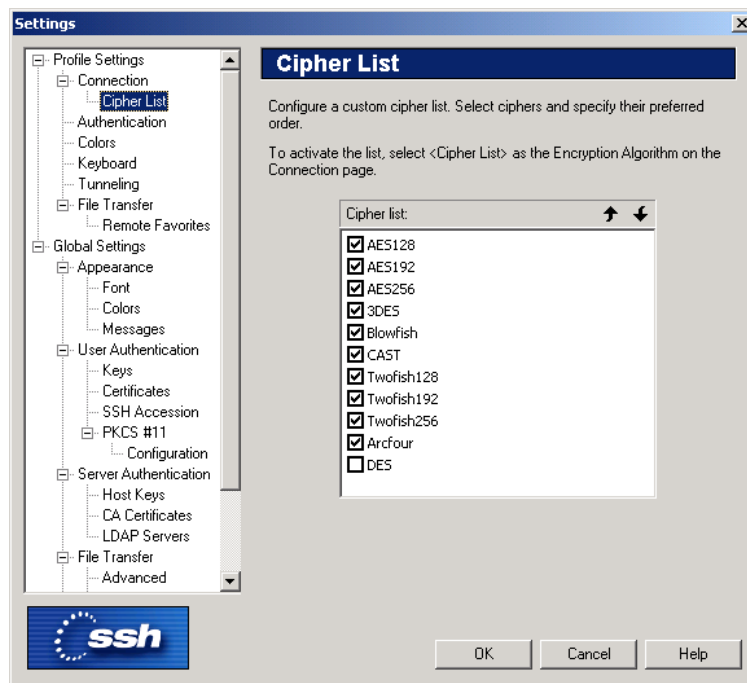 Settings
Profile Settings
Connection
Cipher List
Authentication
Colors
Keyboard
Tunneling
File Transfer
Remote Favorites
Global Settings
Appearance
Font
Colors
Messages
User Authentication
Keys
Certificates
SSH Accession
PKCS #11
Configuration
Server Authentication
Host Keys
CA Certificates
LDAP Servers
File Transfer
Advanced
ssh
Cipher List
Configure a custom cipher list. Select ciphers and specify their preferred
order.
To activate the list, select <Cipher List> as the Encryption Algorithm on the
Connection page.
Cipher list:
AES128
AES192
AES256
3DES
Blowfish
CAST
Twofish128
Twofish192
Twofish256
Arcfour
DES
OK
Cancel
Help